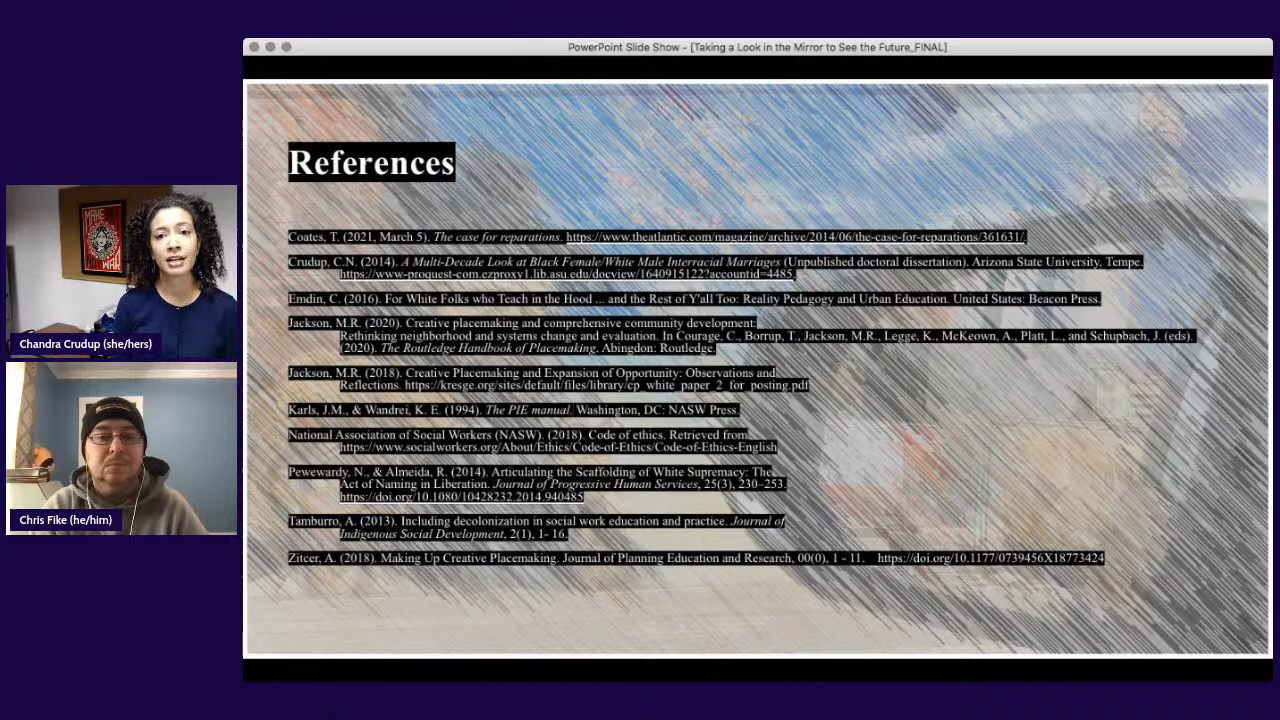 PowerPoint Slide Show - [Taking a Look in the Mirror to See the Future_FINAL]
References
Coates, T. (2021, March 5). The case for reparations. https://www.theatlantic.com/magazine/archive/2014/06/the-case-for-reparations/361631/.
Crudup, C.N. (2014). A Multi-Decade Look at Black Female/White Male Interracial Marriages (Unpublished doctoral dissertation). Arizona State University, Tempe.
https://www-proquest-com.ezproxy1.lib.asu.edu/docview/1640915122?accountid=4485.
Emdin, C. (2016). For White Folks who Teach in the Hood ... and the Rest of Y'all Too: Reality Pedagogy and Urban Education. United States: Beacon Press.
Jackson, M.R. (2020). Creative placemaking and comprehensive community development:
Rethinking neighborhood and systems change and evaluation. In Courage, C., Borrup, T., Jackson, M.R., Legge, K., McKeown, A., Platt, L., and Schupbach, J. (eds).
(2020). The Routledge Handbook of Placemaking. Abingdon: Routledge.
Jackson, M.R. (2018). Creative Placemaking and Expansion of Opportunity: Observations and
Reflections. https://kresge.org/sites/default/files/library/cp_white_paper_2_for_posting.pdf
Karls, J.M., & Wandrei, K. E. (1994). The PIE manual. Washington, DC: NASW Press.
National Association of Social Workers (NASW). (2018). Code of ethics. Retrieved from
https://www.socialworkers.org/About/Ethics/Code-of-Ethics/Code-of-Ethics-English
Pewewardy, N., & Almeida, R. (2014). Articulating the Scaffolding of White Supremacy: The
Act of Naming in Liberation. Journal of Progressive Human Services, 25(3), 230–253.
https://doi.org/10.1080/10428232.2014.940485
Tamburro, A. (2013). Including decolonization in social work education and practice. Journal of
Indigenous Social Development, 2(1), 1- 16.
Zitcer, A. (2018). Making Up Creative Placemaking. Journal of Planning Education and Research, 00(0), 1 - 11. https://doi.org/10.1177/0739456X18773424
MAKE
WAR
Chandra Crudup (she/hers)
Chris Fike (he/him)